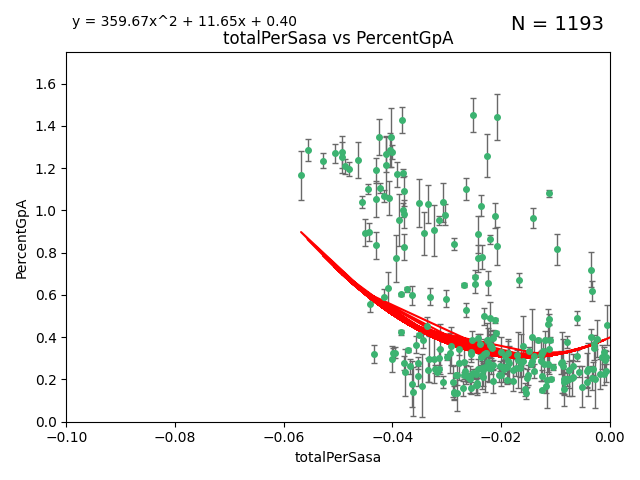 y = 359.67x^2 + 11.65x + 0.40
N = 1193
totalPerSasa vs PercentGpA
1.6
1.4
1.2
1.0
0.8
0.6
0.4
0.2
0.0
PercentGpA
−0.10 −0.08 −0.06 −0.04 −0.02 0.00
totalPerSasa